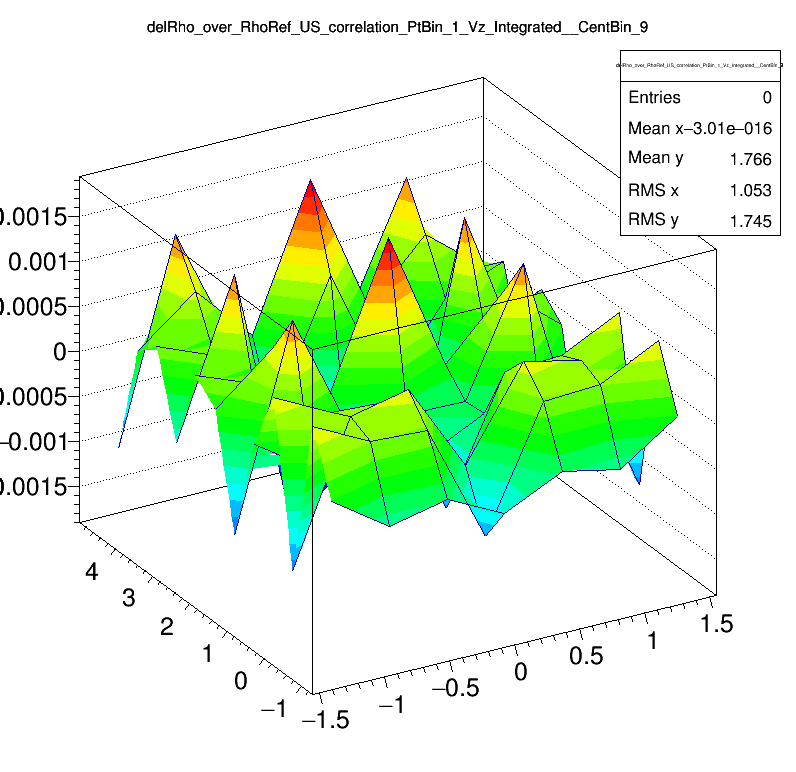 delRho_over_RhoRef_US_correlation_PtBin_1_Vz_Integrated__CentBin_9
delRho_over_RhoRef_US_correlation_PtBin_1_Vz_Integrated__CentBin_9
Entries 0
Mean x−3.01e−016
Mean y 1.766
RMS x 1.053
RMS y 1.745
0.0015
0.001
0.0005
0
0.0005
−0.001
0.0015
4
3
2
1
0
−1
−1.5
−1
−0.5
0
0.5
1
1.5